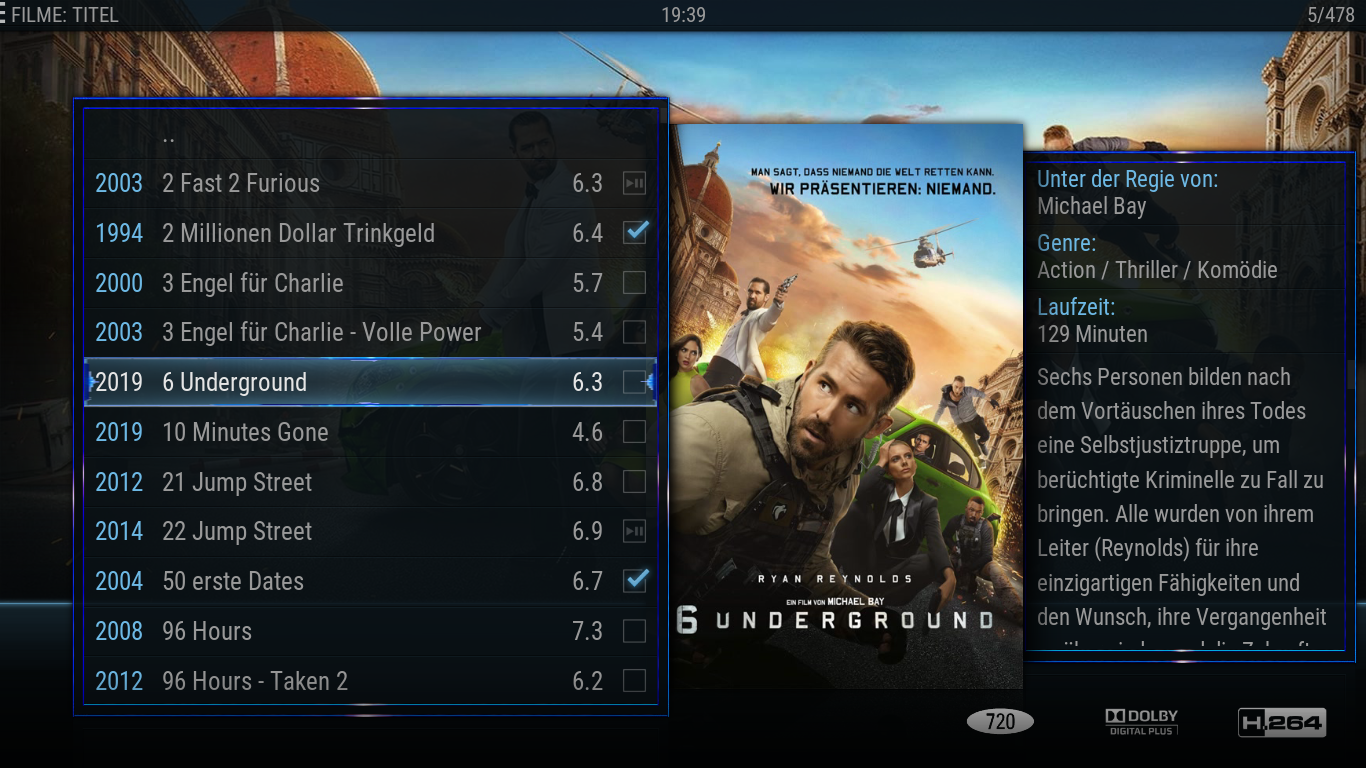 FILME: TITEL
19:39
5/478
..
2003 2 Fast 2 Furious 6.3
1994 2 Millionen Dollar Trinkgeld 6.4
2000 3 Engel für Charlie 5.7
2003 3 Engel für Charlie - Volle Power 5.4
2019 6 Underground 6.3
2019 10 Minutes Gone 4.6
2012 21 Jump Street 6.8
2014 22 Jump Street 6.9
2004 50 erste Dates 6.7
2008 96 Hours 7.3
2012 96 Hours - Taken 2 6.2
MAN SAGT, DASS NIEMAND DIE WELT RETTEN KANN.
WIR PRÄSENTIEREN: NIEMAND.
RYAN REYNOLDS
EIN FILM VON MICHAEL BAY
6 UNDERGROUND
Unter der Regie von:
Michael Bay
Genre:
Action / Thriller / Komödie
Laufzeit:
129 Minuten
Sechs Personen bilden nach
dem Vortäuschen ihres Todes
eine Selbstjustiztruppe, um
berüchtigte Kriminelle zu Fall zu
bringen. Alle wurden von ihrem
Leiter (Reynolds) für ihre
einzigartigen Fähigkeiten und
den Wunsch, ihre Vergangenheit
720
DOLBY
DIGITAL PLUS
H.264